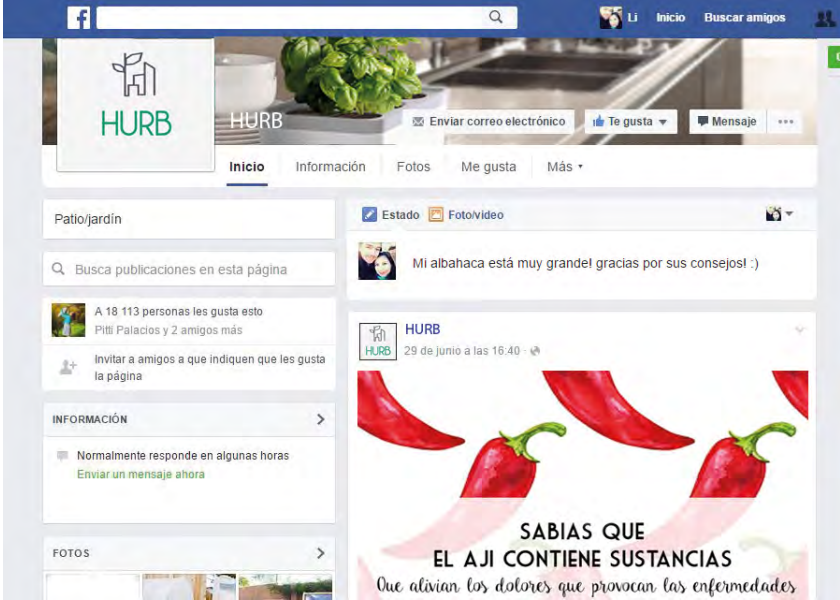 f
Li Inicio Buscar amigos
HURB
HURB
Enviar correo electrónico
Te gusta
Mensaje
Inicio Información Fotos Me gusta Más
Patio/jardín
Busca publicaciones en esta página
A 18 113 personas les gusta esto
Pitti Palacios y 2 amigos más
Invitar a amigos a que indiquen que les gusta
la página
INFORMACIÓN
Normalmente responde en algunas horas
Enviar un mensaje ahora
FOTOS
Estado Foto/video
Mi albahaca está muy grande! gracias por sus consejos! :)
HURB
HURB
29 de junio a las 16:40 ·
SABIAS QUE
EL AJI CONTIENE SUSTANCIAS
Que alivian los dolores que provocan las enfermedades